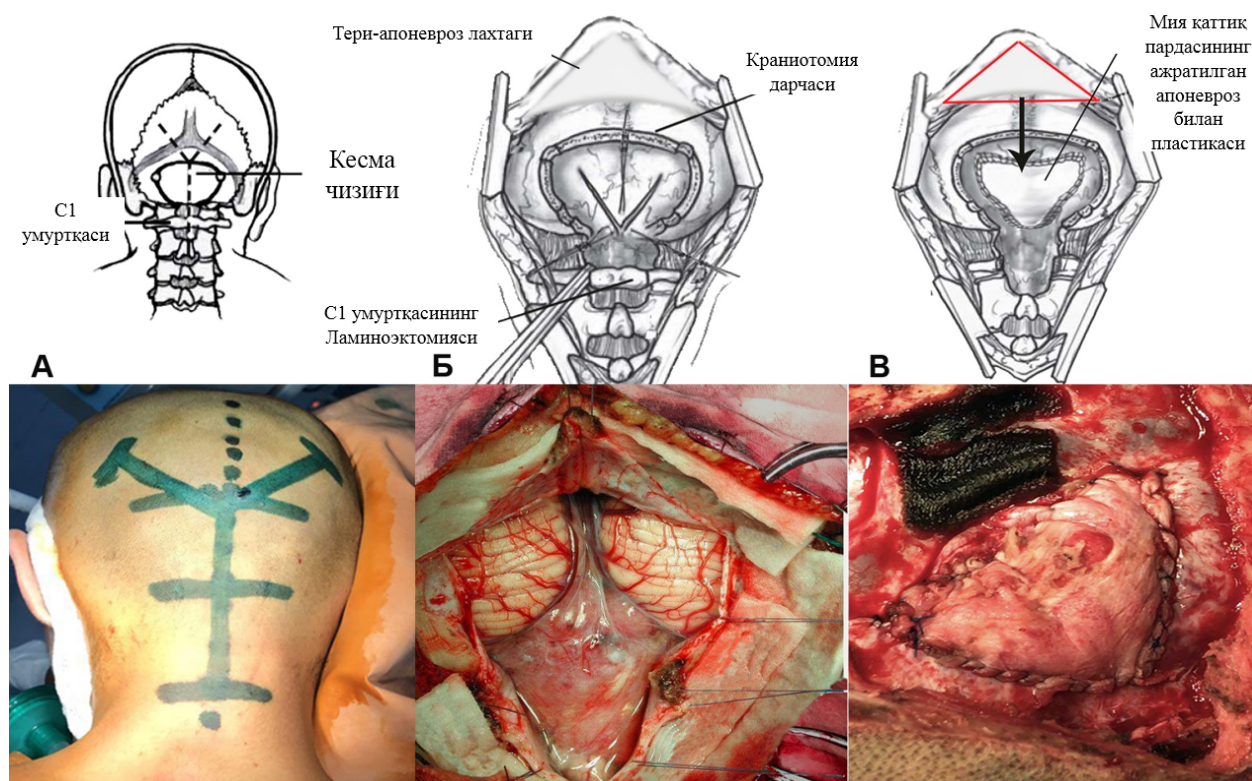 Кесма
чизиғи
С1
умуртқаси
Тери-апоневроз лахтаги
Краниотомия
дарчаси
С1 умуртқасининг
Ламиноэктомияси
Мия қаттиқ
пардасининг
ажратилган
апоневроз
билан
пластикаси
А
Б
В